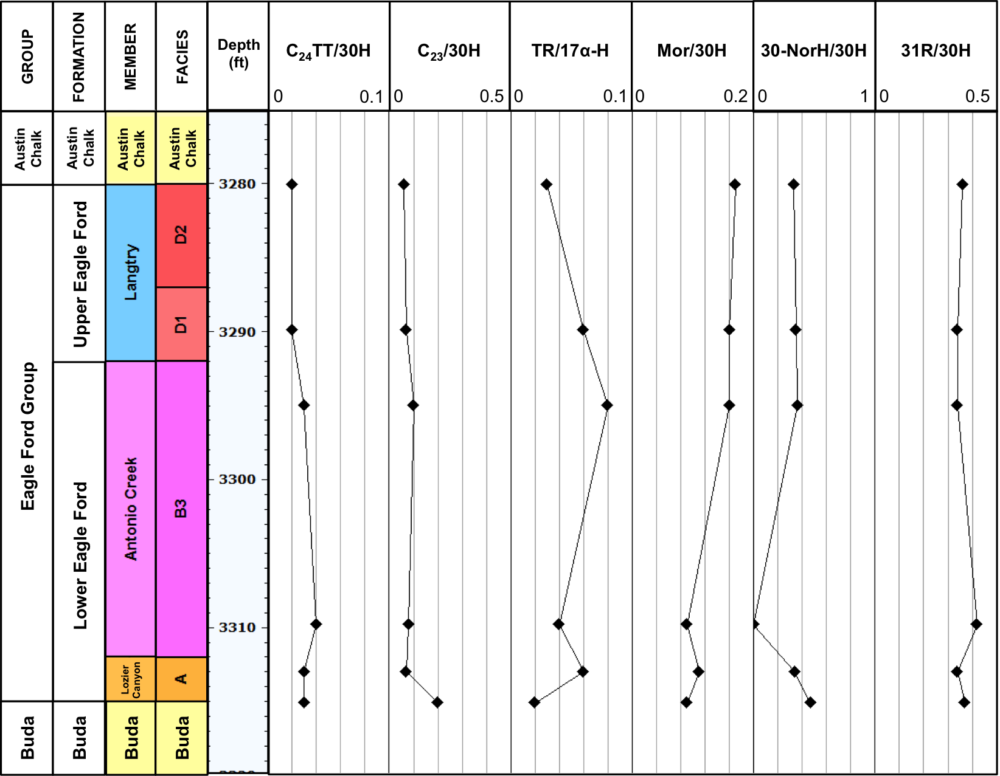 GROUP
FORMATION
MEMBER
FACIES
Depth
(ft)
C₂₄TT/30H
0 0.1
C₂₃/30H
0 0.5
TR/17α-H
0 0.1
Mor/30H
0 0.2
30-NorH/30H
0 1
31R/30H
0 0.5
Austin
Chalk
Austin
Chalk
Austin
Chalk
Austin
Chalk
Eagle Ford Group
Upper Eagle Ford
Lower Eagle Ford
Langtry
Antonio Creek
Lozier
Canyon
D2
D1
B3
A
Buda
Buda
Buda
Buda
3280
3290
3300
3310